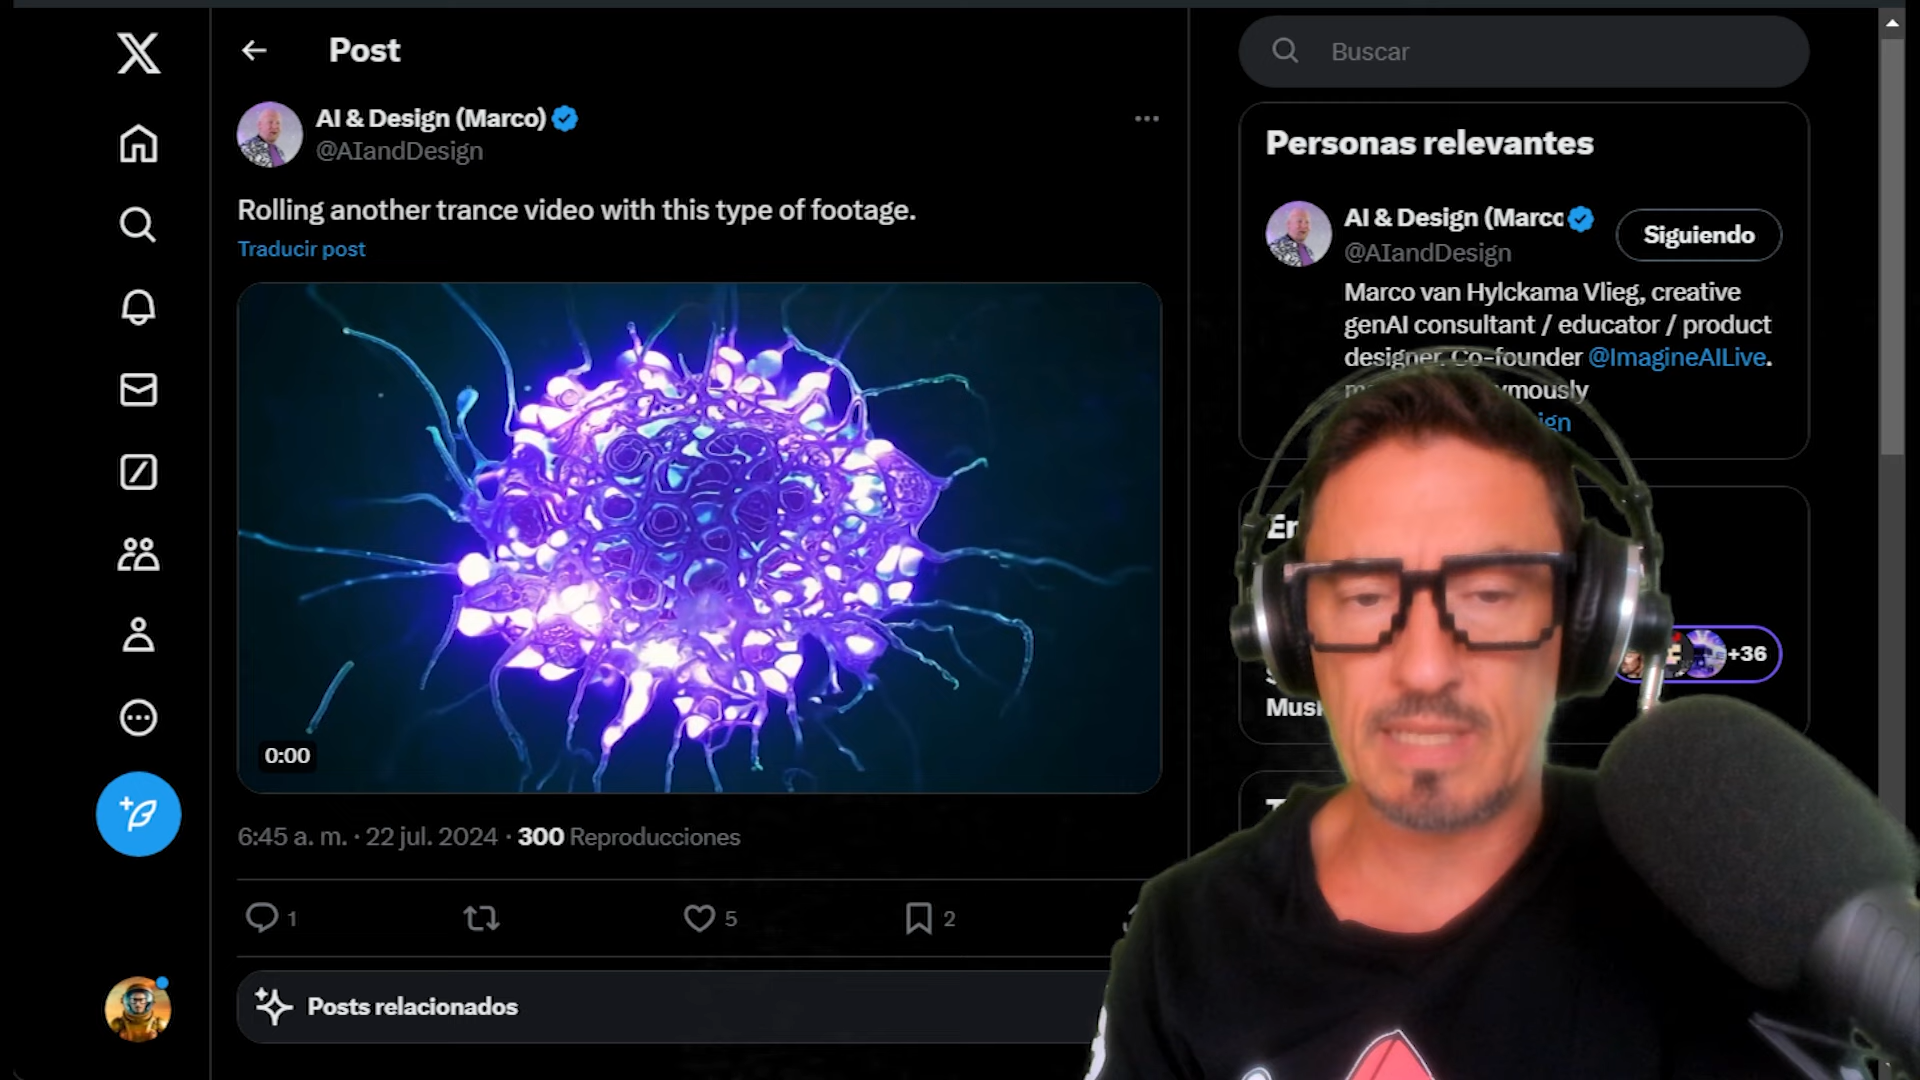 Post
AI & Design (Marco)
@AIandDesign
Rolling another trance video with this type of footage.
Traducir post
0:00
6:45 a. m. · 22 jul. 2024 · 300 Reproducciones
1
5
2
Posts relacionados
Buscar
Personas relevantes
AI & Design (Marco
@AIandDesign
Siguiendo
Marco van Hylckama Vlieg, creative
genAI consultant / educator / product
designer. Co-founder @ImagineAILive.
+36